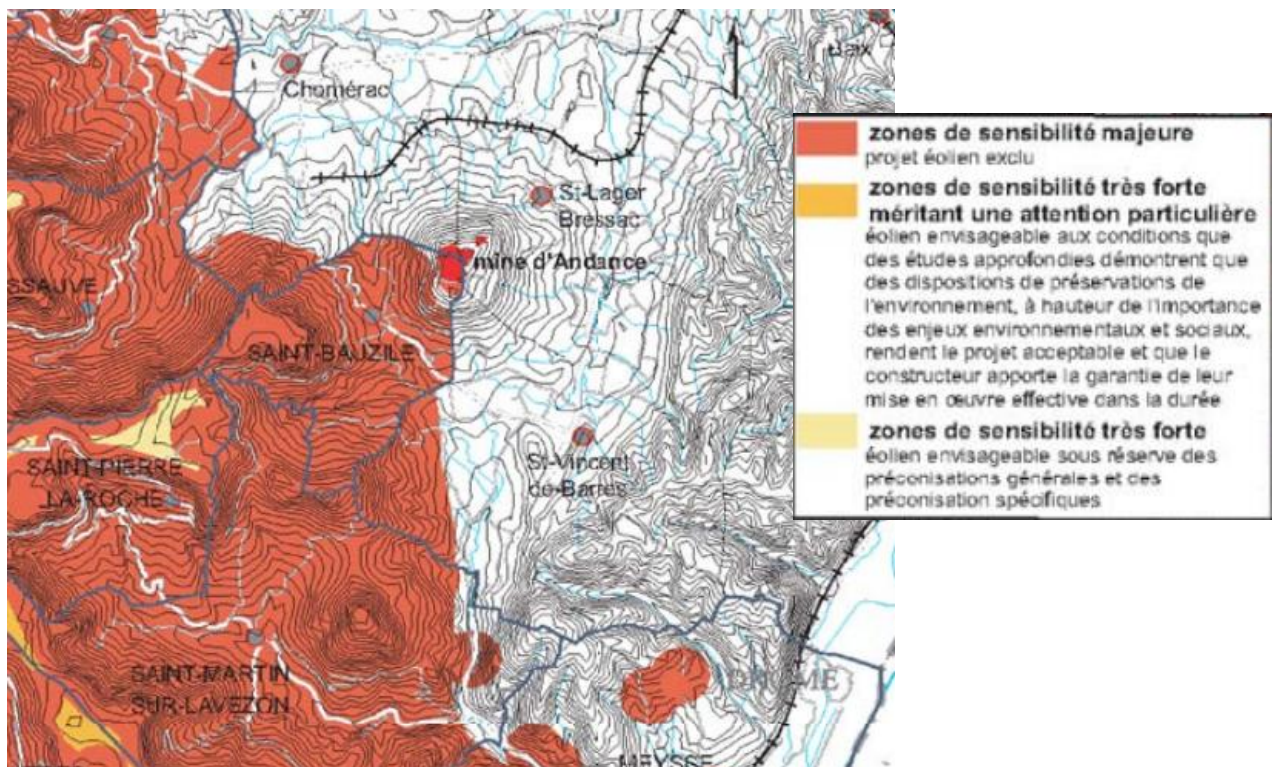 Baix
Chomérac
St-Lager
Bressac
mine d'Andance
SSAUVE
SAINT-BAUZILE
SAINT-PIERRE
LA-ROCHE
St-Vincent
de-Barrès
SAINT-MARTIN
SUR-LAVEZON
DROME
MEYSSE
zones de sensibilité majeure
projet éolien exclu
zones de sensibilité très forte
méritant une attention particulière
éolien envisageable aux conditions que
des études approfondies démontrent que
des dispositions de préservations de
l'environnement, à hauteur de l'importance
des enjeux environnementaux et sociaux,
rendent le projet acceptable et que le
constructeur apporte la garantie de leur
mise en œuvre effective dans la durée
zones de sensibilité très forte
éolien envisageable sous réserve des
préconisations générales et des
préconisation spécifiques